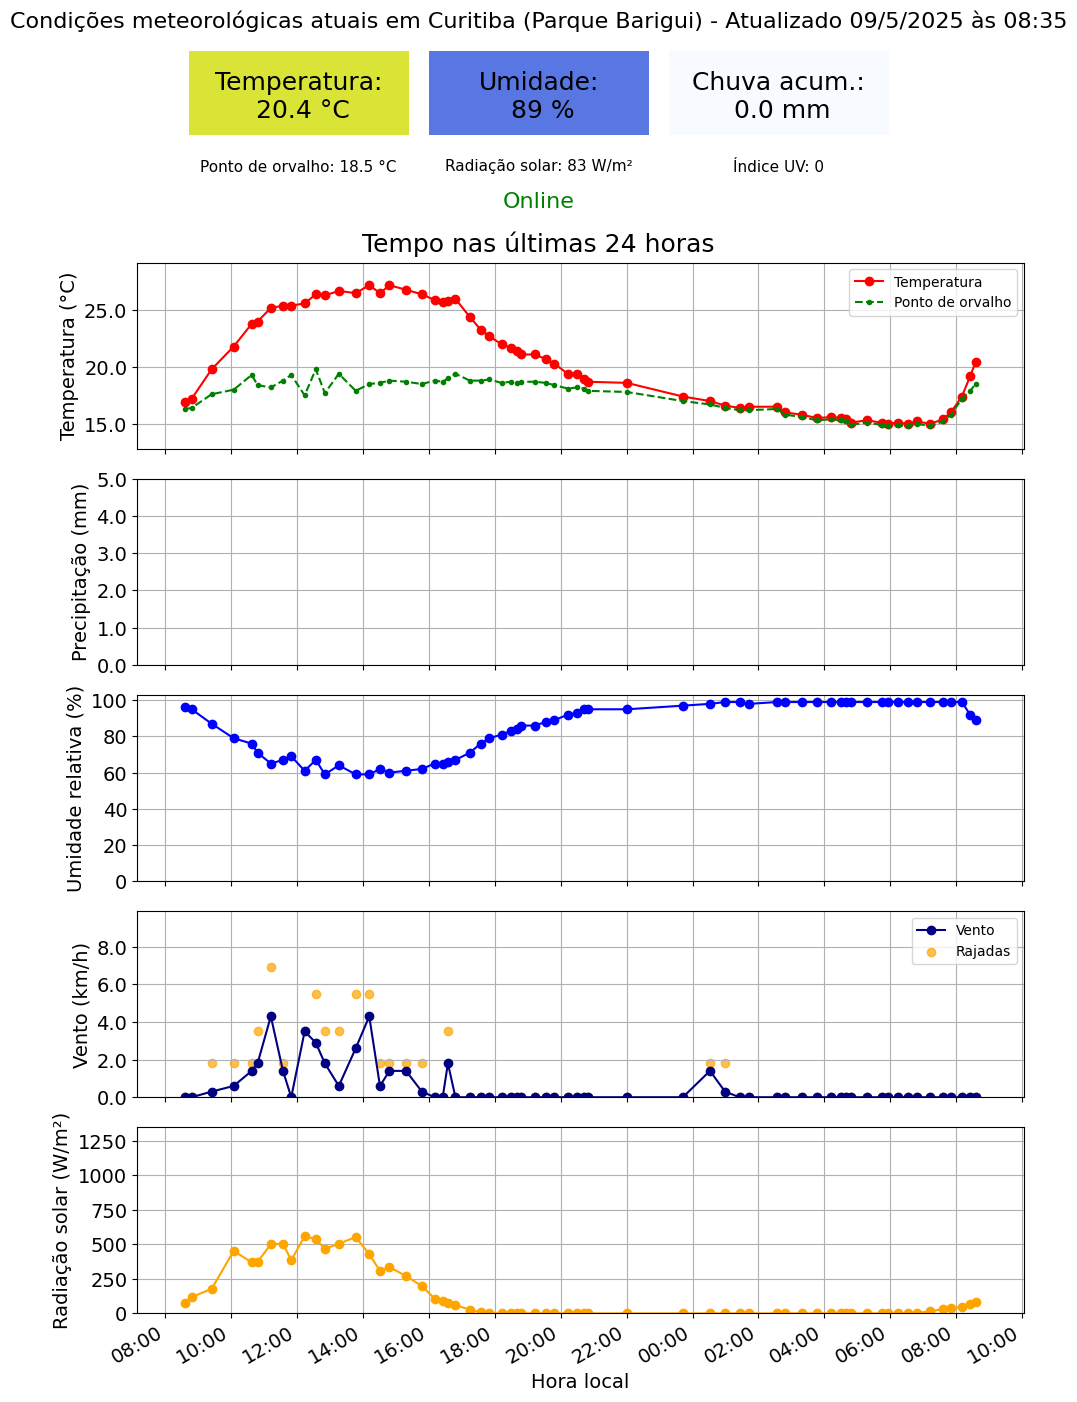 Condições meteorológicas atuais em Curitiba (Parque Barigui) - Atualizado 09/5/2025 às 08:35
Temperatura:
20.4 °C
Umidade:
89 %
Chuva acum.:
0.0 mm
Ponto de orvalho: 18.5 °C
Radiação solar: 83 W/m²
Índice UV: 0
Online
Tempo nas últimas 24 horas
Temperatura (°C)
25.0
20.0
15.0
Temperatura
Ponto de orvalho
Precipitação (mm)
5.0
4.0
3.0
2.0
1.0
0.0
Umidade relativa (%)
100
80
60
40
20
0
Vento (km/h)
8.0
6.0
4.0
2.0
0.0
Vento
Rajadas
Radiação solar (W/m²)
1250
1000
750
500
250
0
08:00
10:00
12:00
14:00
16:00
18:00
20:00
22:00
00:00
02:00
04:00
06:00
08:00
10:00
Hora local